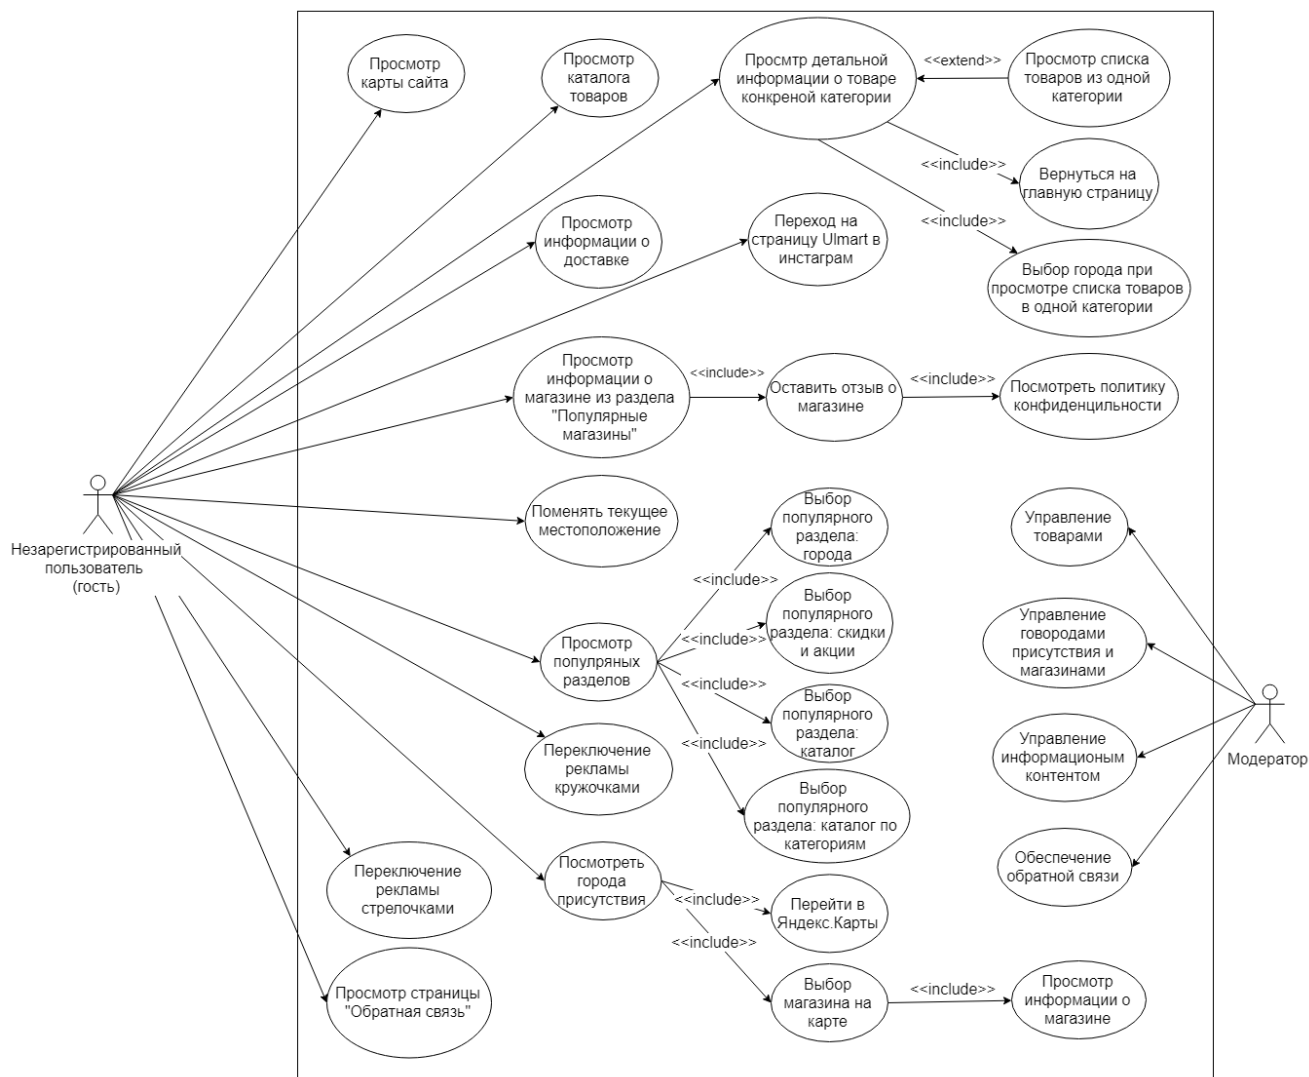 Просмотр
карты сайта
Просмотр
каталога
товаров
Просмтр детальной
информации о товаре
конкреной категории
<<extend>>
Просмотр списка
товаров из одной
категории
<<include>>
Вернуться на
главную страницу
<<include>>
Выбор города при
просмотре списка товаров
в одной категории
Просмотр
информации о
доставке
Переход на
страницу Ulmart в
инстаграм
Просмотр
информации о
магазине из раздела
"Популярные
магазины"
<<include>>
Оставить отзыв о
магазине
<<include>>
Посмотреть политику
конфиденцильности
Незарегистрированный
пользователь
(гость)
Поменять текущее
местоположение
Просмотр
популряных
разделов
<<include>>
Выбор
популярного
раздела:
города
<<include>>
Выбор
популярного
раздела: скидки
и акции
<<include>>
Выбор
популярного
раздела:
каталог
<<include>>
Выбор
популярного
раздела: каталог по
категориям
Управление
товарами
Управление
говородами
присутствия и
магазинами
Управление
информационым
контентом
Обеспечение
обратной связи
Модератор
Переключение
рекламы
кружочками
Переключение
рекламы
стрелочками
Посмотреть
города
присутствия
<<include>>
Перейти в
Яндекс.Карты
<<include>>
Выбор
магазина на
карте
<<include>>
Просмотр
информации о
магазине
Просмотр страницы
"Обратная связь"